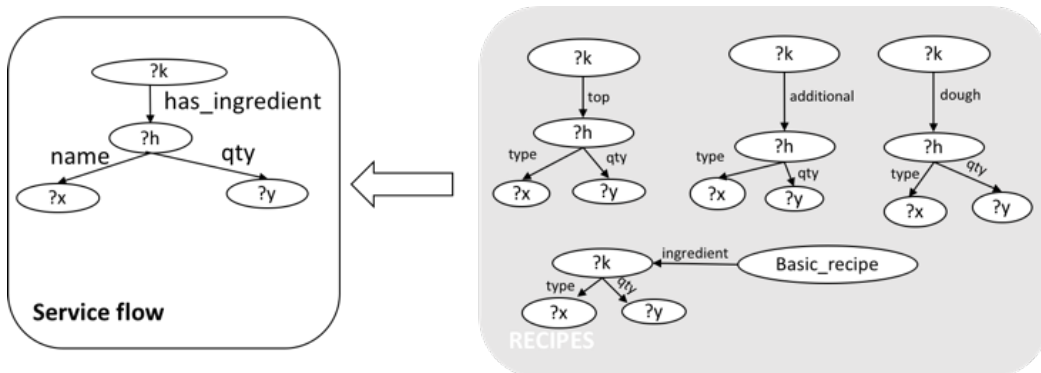 ?k
has_ingredient
?h
name
qty
?x
?y
Service flow
?k
top
?h
type
qty
?x
?y
?k
additional
?h
type
qty
?x
?y
?k
dough
?h
type
qty
?x
?y
?k
ingredient
Basic_recipe
type
qty
?x
?y
RECIPES